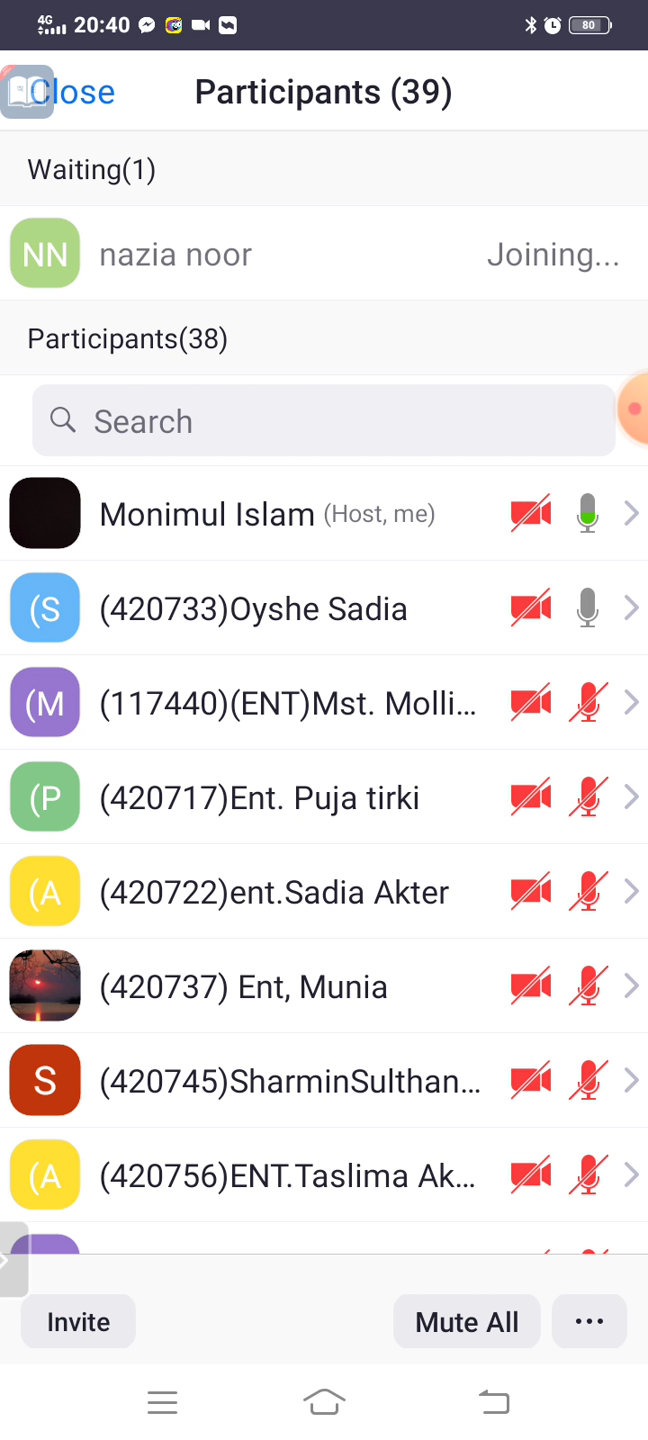 4G 20:40 80
Close Participants (39)
Waiting(1)
NN nazia noor Joining...
Participants(38)
Search
Monimul Islam (Host, me)
(S (420733)Oyshe Sadia
(M (117440)(ENT)Mst. Molli...
(P (420717)Ent. Puja tirki
(A (420722)ent.Sadia Akter
(420737) Ent, Munia
S (420745)SharminSulthan...
(A (420756)ENT.Taslima Ak...
Invite Mute All ...